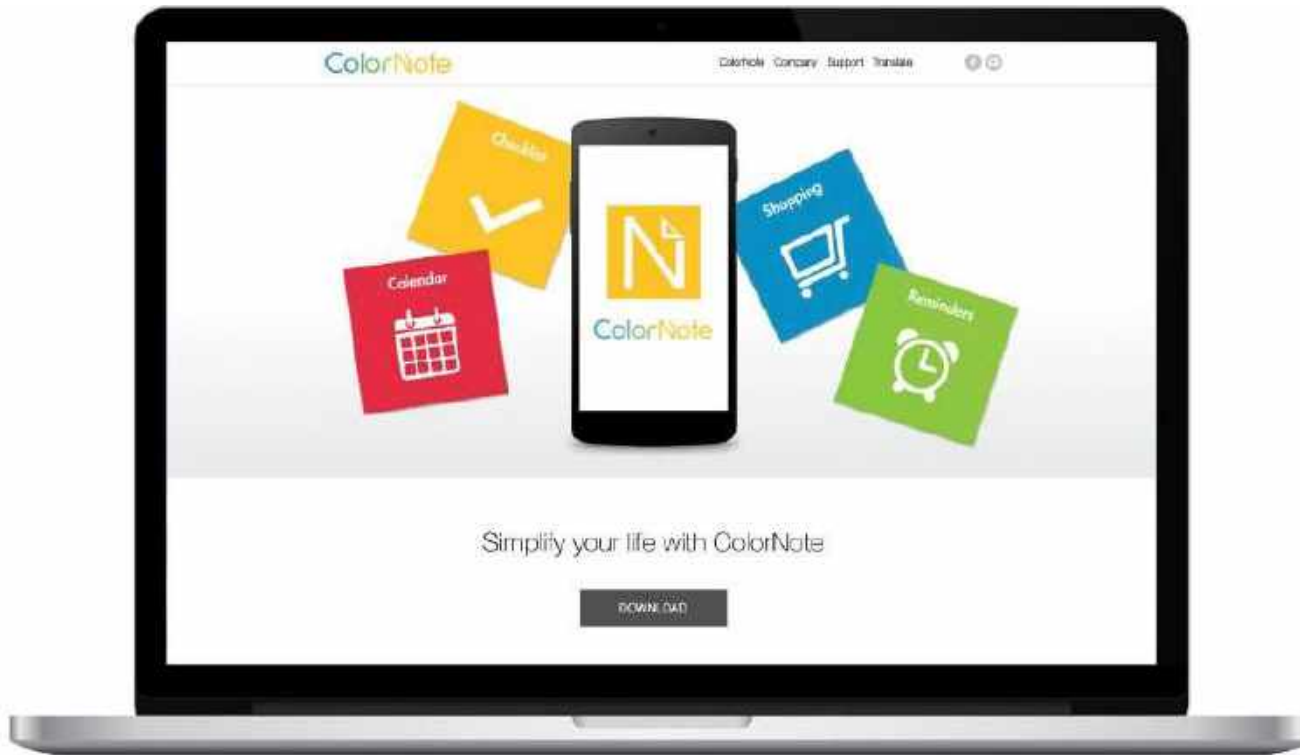 ColorNote
ColorNote Company Support Translate
Checklist
Calendar
Shopping
Reminders
N
ColorNote
Simplify your life with ColorNote
DOWNLOAD